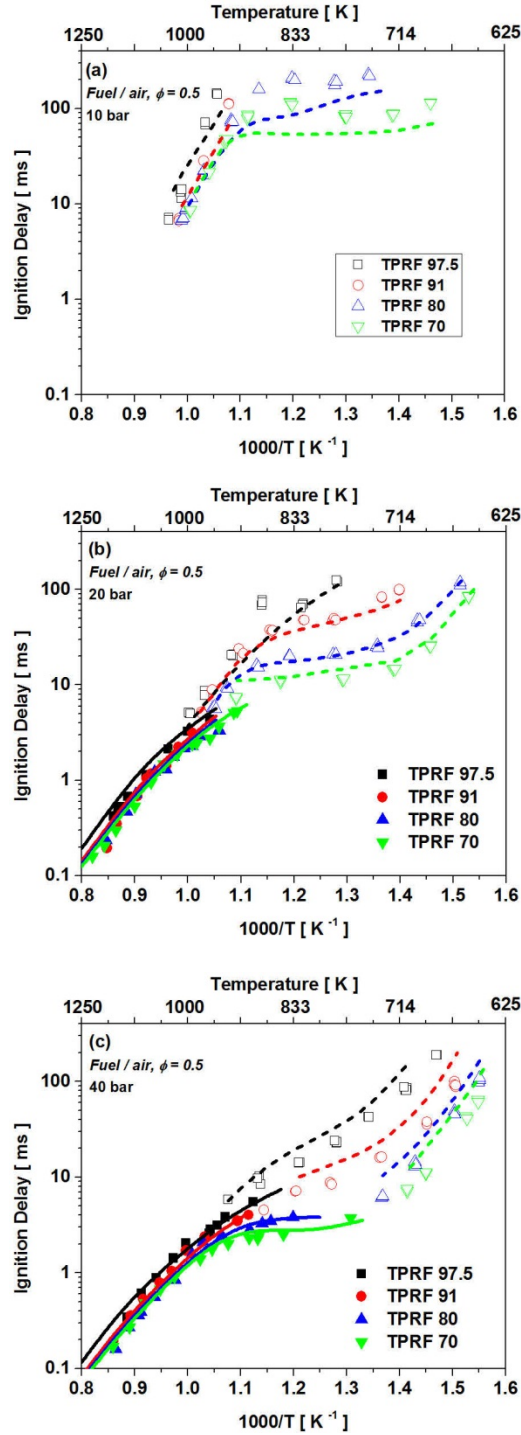 Temperature [ K ]
1250 1000 833 714 625
(a)
Fuel / air, ϕ = 0.5
10 bar
100
10
1
0.1
Ignition Delay [ ms ]
TPRF 97.5
TPRF 91
TPRF 80
TPRF 70
0.8 0.9 1.0 1.1 1.2 1.3 1.4 1.5 1.6
1000/T [ K⁻¹ ]
Temperature [ K ]
1250 1000 833 714 625
(b)
Fuel / air, ϕ = 0.5
20 bar
100
10
1
0.1
Ignition Delay [ ms ]
TPRF 97.5
TPRF 91
TPRF 80
TPRF 70
0.8 0.9 1.0 1.1 1.2 1.3 1.4 1.5 1.6
1000/T [ K⁻¹ ]
Temperature [ K ]
1250 1000 833 714 625
(c)
Fuel / air, ϕ = 0.5
40 bar
100
10
1
0.1
Ignition Delay [ ms ]
TPRF 97.5
TPRF 91
TPRF 80
TPRF 70
0.8 0.9 1.0 1.1 1.2 1.3 1.4 1.5 1.6
1000/T [ K⁻¹ ]